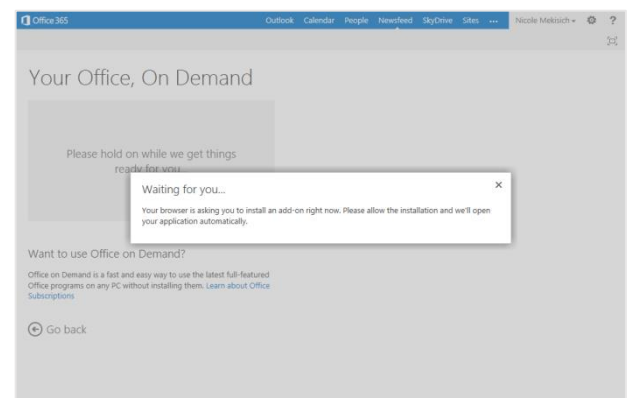 Office 365 Outlook Calendar People Newsfeed SkyDrive Sites ... Nicole Mekisich ?
Your Office, On Demand
Please hold on while we get things
ready for you...
Waiting for you...
Your browser is asking you to install an add-on right now. Please allow the installation and we'll open
your application automatically.
Want to use Office on Demand?
Office on Demand is a fast and easy way to use the latest full-featured
Office programs on any PC without installing them. Learn about Office
Subscriptions
Go back